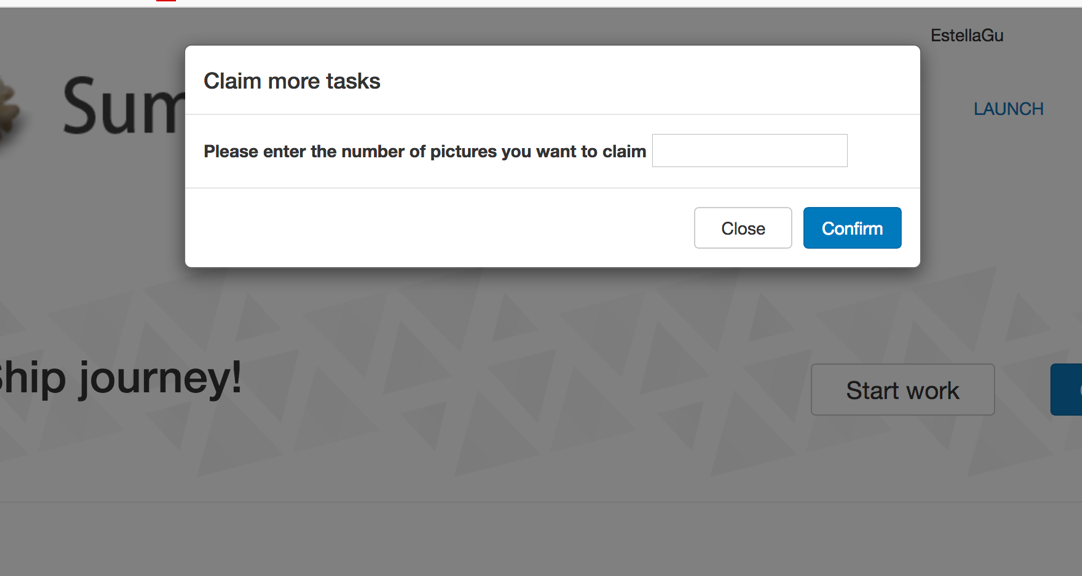 EstellaGu
Claim more tasks
Sum
LAUNCH
Please enter the number of pictures you want to claim
Close Confirm
hip journey!
Start work